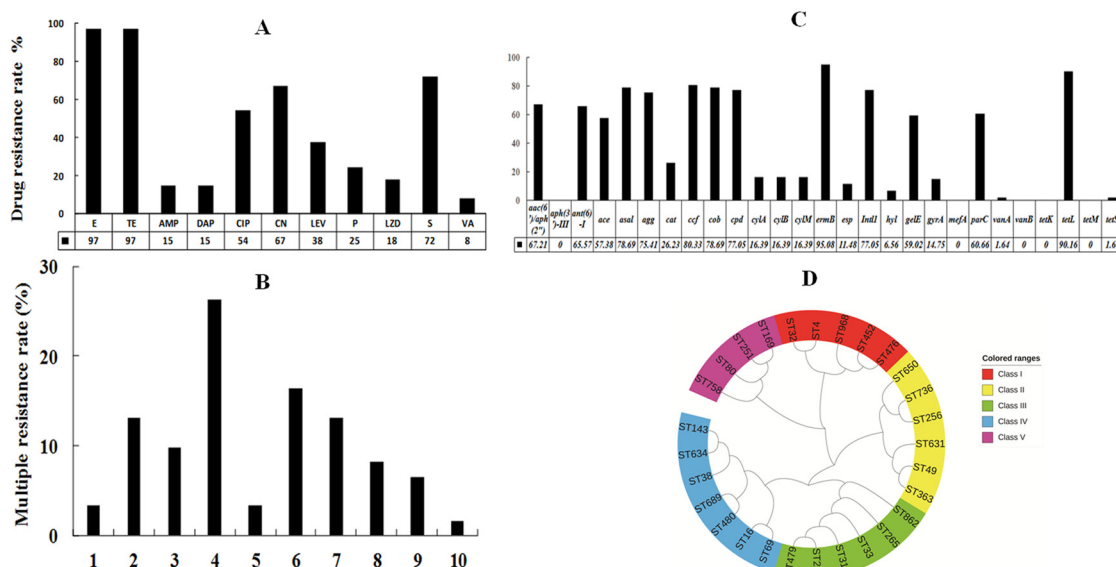 A
Drug resistance rate %
100
80
60
40
20
0
E TE AMP DAP CIP CN LEV P LZD S VA
97 97 15 15 54 67 38 25 18 72 8
B
Multiple resistance rate (%)
30
20
10
0
1 2 3 4 5 6 7 8 9 10
C
100
80
60
40
20
0
aac(6')/aph(2") aph(3')-III ant(6)-I ace asal agg cat ccf cob cpd cylA cylB cylM ermB esp Intl1 hyl gelE gyrA mefA parC vanA vanB tetK tetL tetM tetS
67.21 0 65.57 57.38 78.69 75.41 26.23 80.33 78.69 77.05 16.39 16.39 16.39 95.08 11.48 77.05 6.56 59.02 14.75 0 60.66 1.64 0 0 90.16 0 1.6
D
ST758
ST80
ST251
ST169
ST32
ST4
ST968
ST452
ST476
ST650
ST736
ST256
ST631
ST49
ST363
ST862
ST265
ST33
ST31
ST2
ST479
ST69
ST16
ST480
ST689
ST38
ST634
ST143
Colored ranges
Class I
Class II
Class III
Class IV
Class V